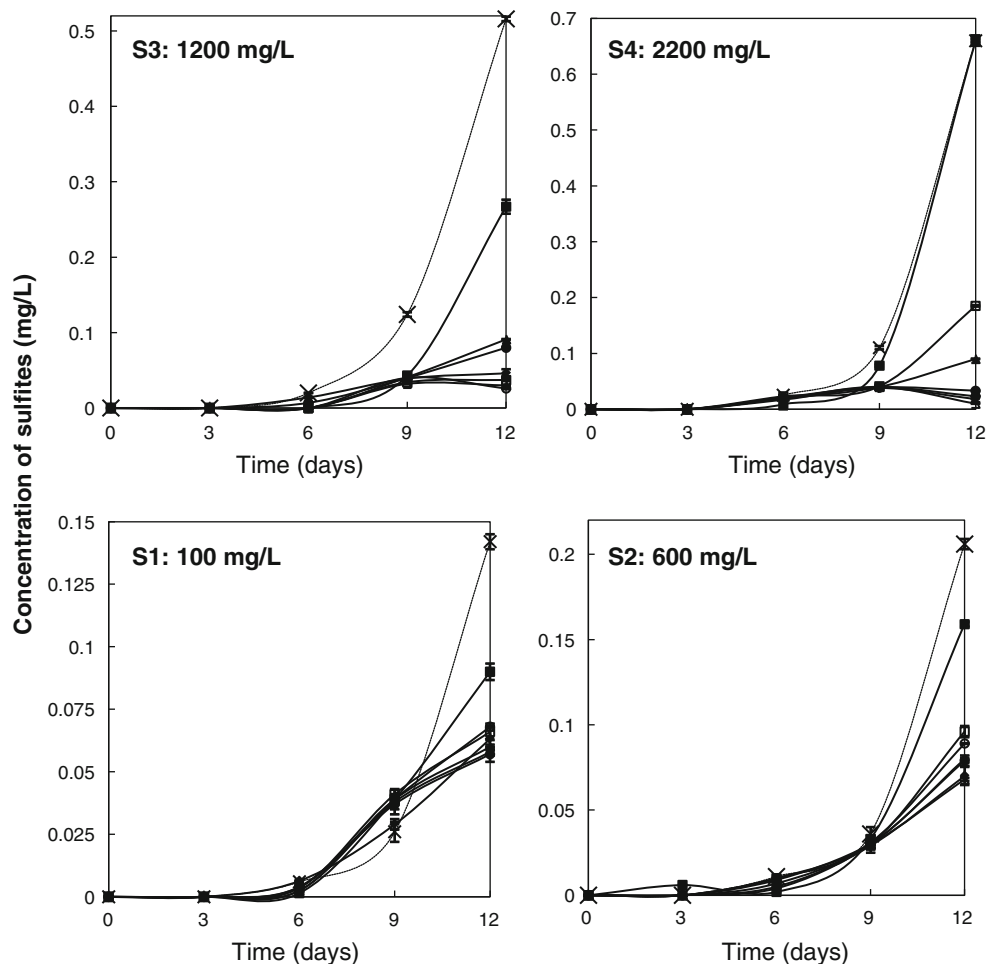 Concentration of sulfites (mg/L)
S3: 1200 mg/L
0.5
0.4
0.3
0.2
0.1
0
0 3 6 9 12
Time (days)
S4: 2200 mg/L
0.7
0.6
0.5
0.4
0.3
0.2
0.1
0
0 3 6 9 12
Time (days)
S1: 100 mg/L
0.15
0.125
0.1
0.075
0.05
0.025
0
0 3 6 9 12
Time (days)
S2: 600 mg/L
0.2
0.15
0.1
0.05
0
0 3 6 9 12
Time (days)